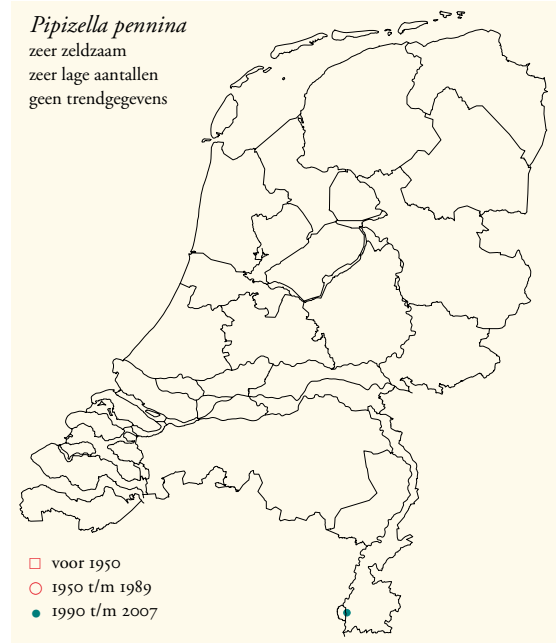 Pipizella pennina
zeer zeldzaam
zeer lage aantallen
geen trendgegevens
voor 1950
1950 t/m 1989
1990 t/m 2007